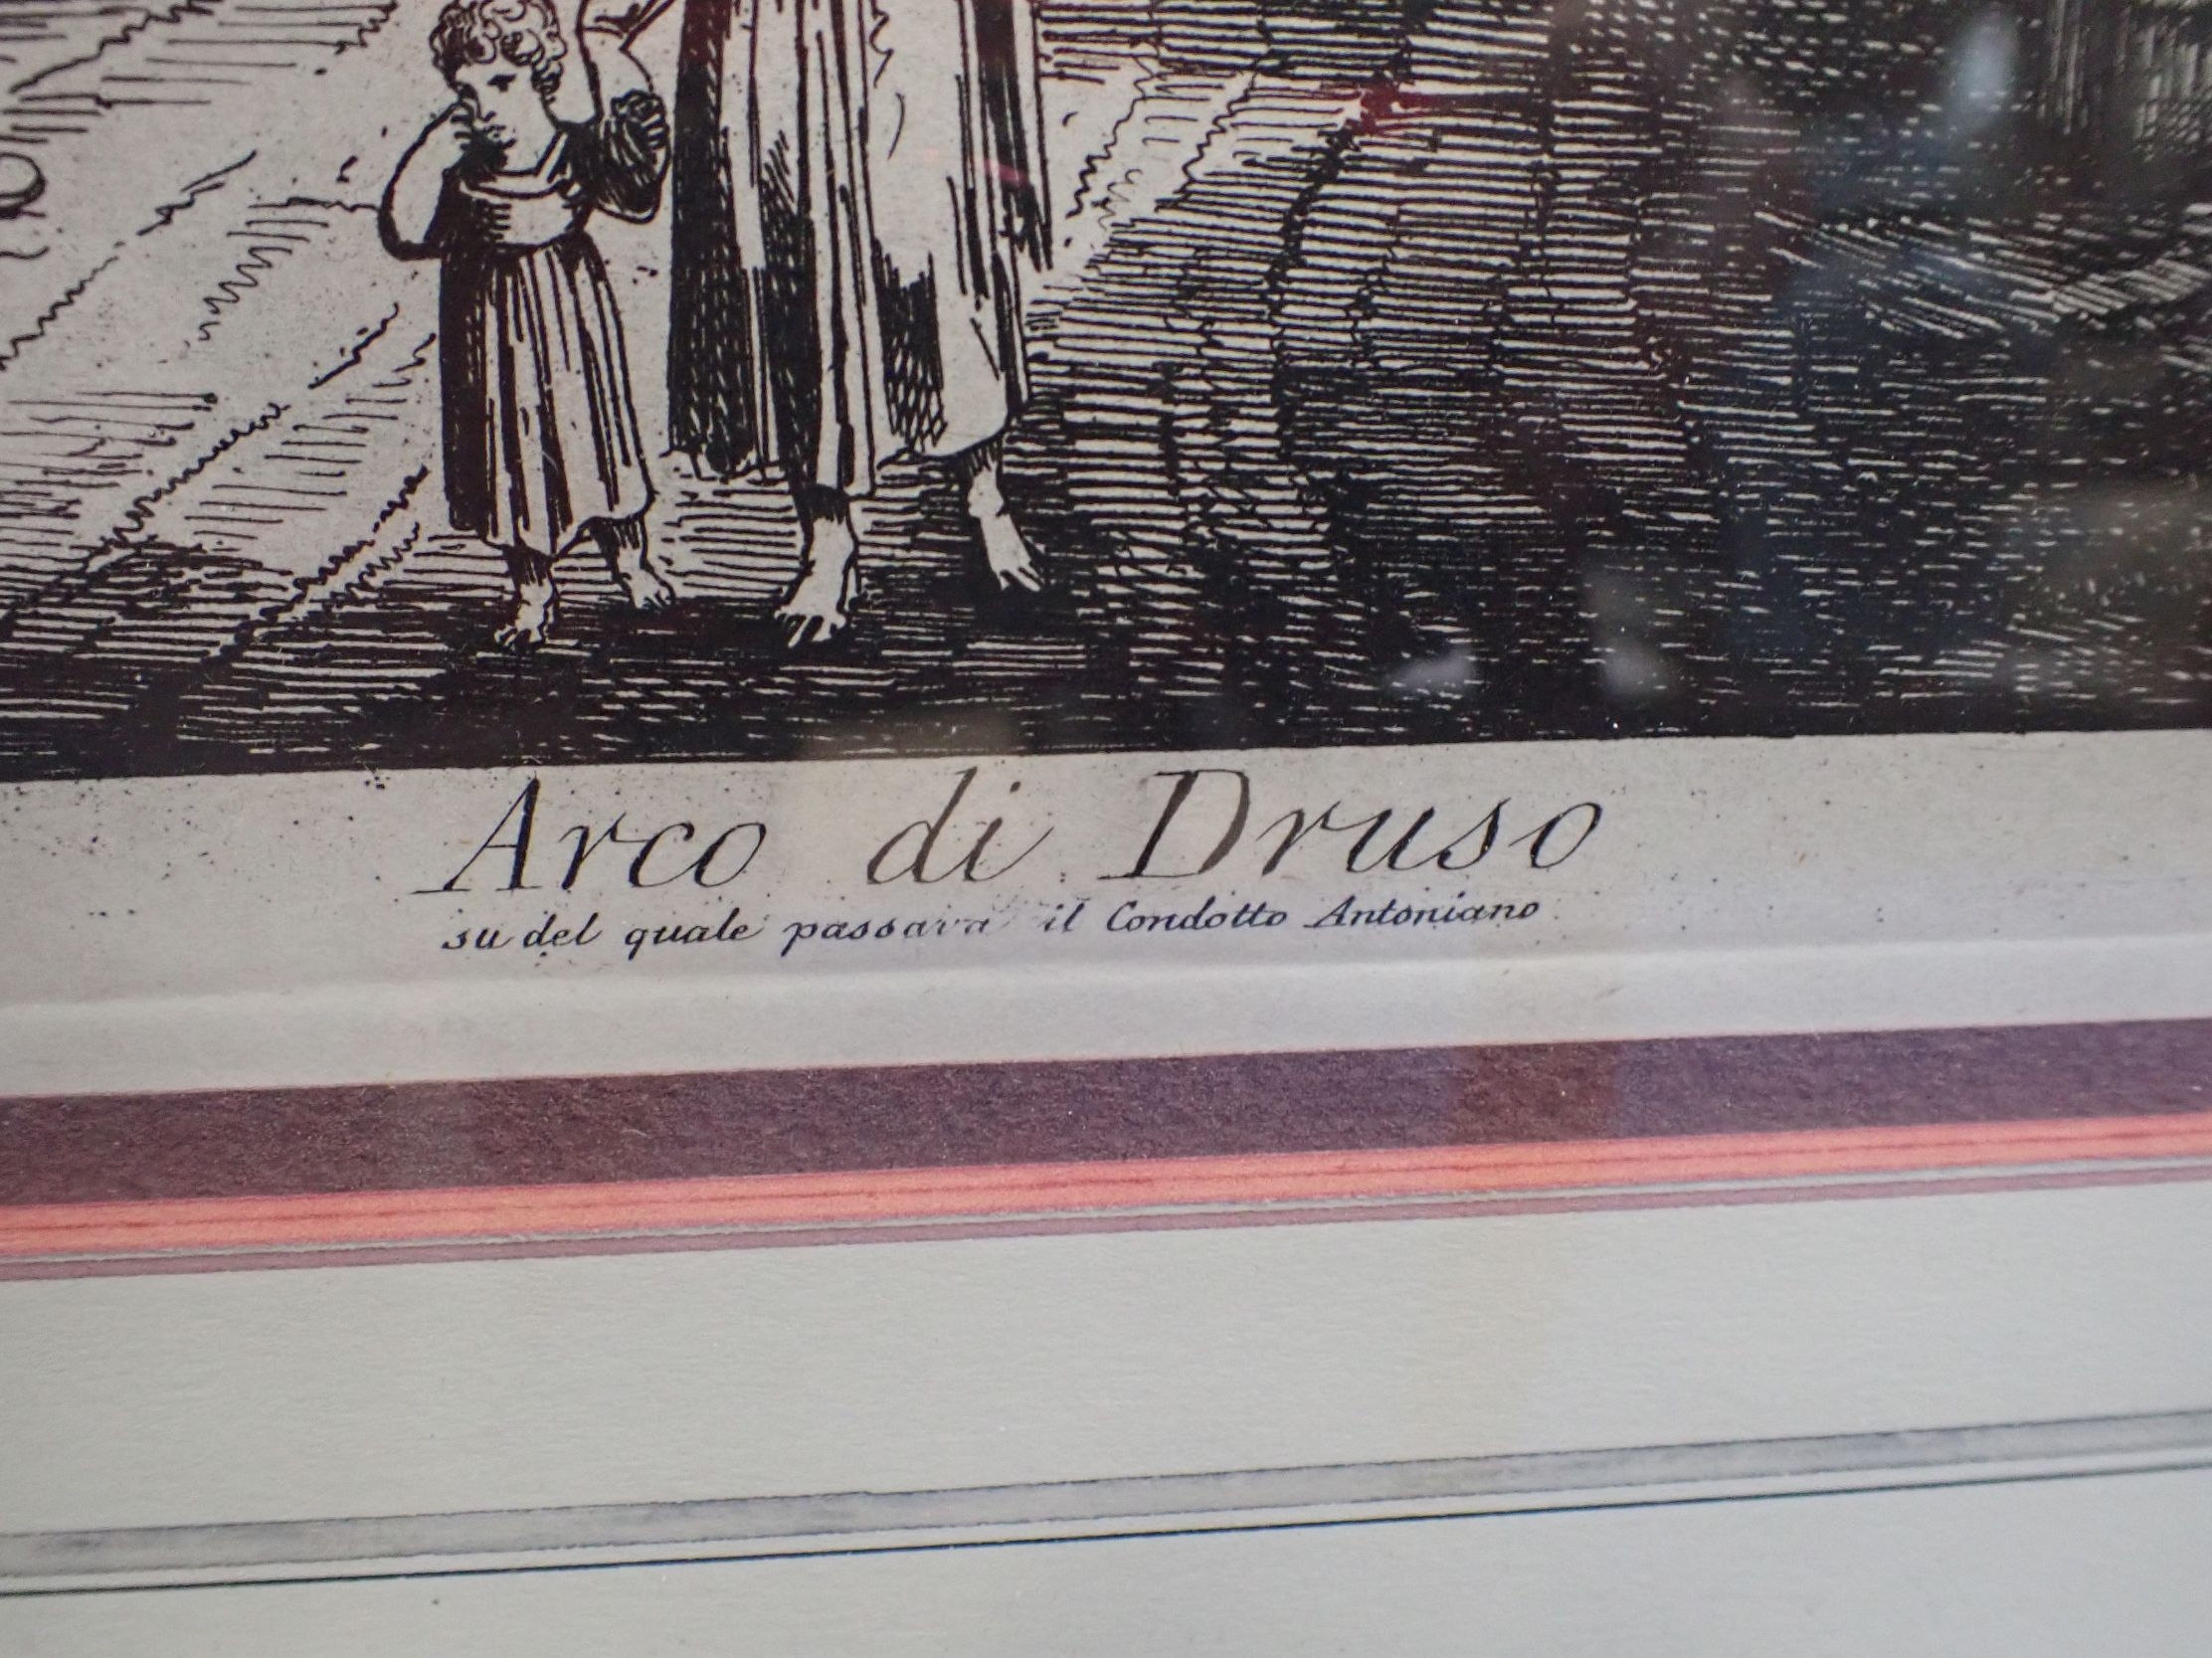 Arco di Druso
su del quale passava il Condotto Antoniano